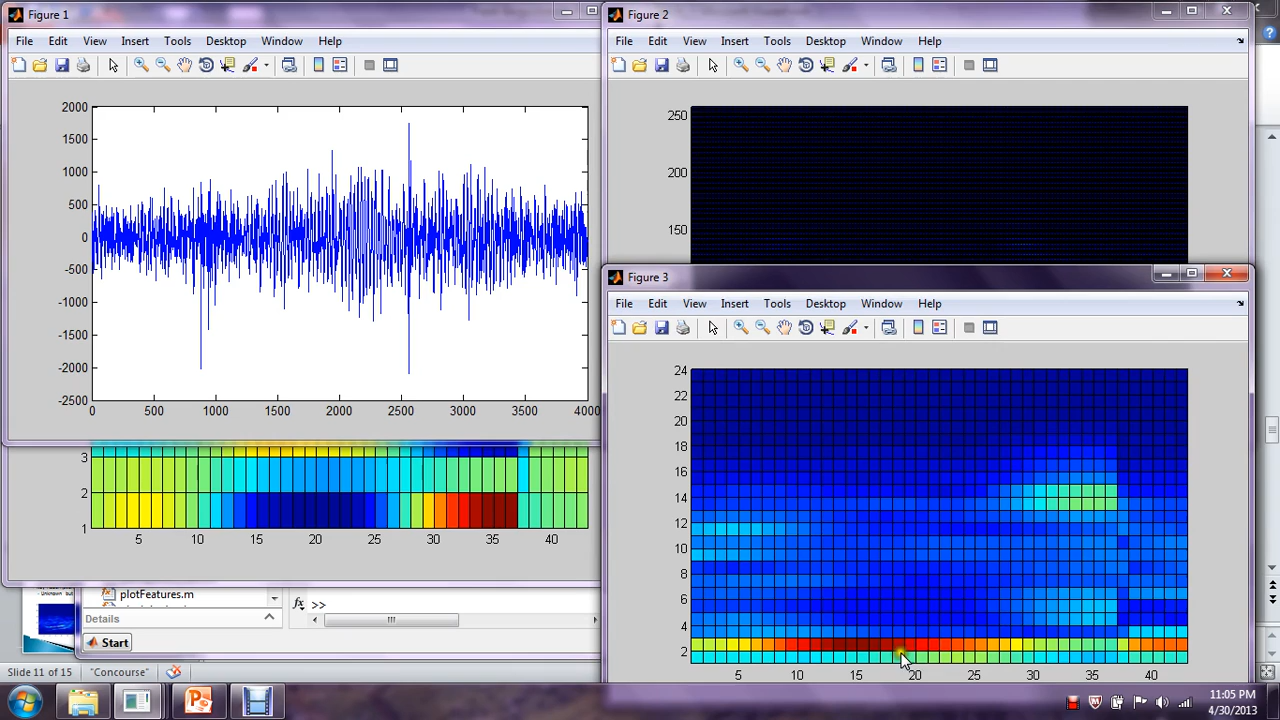 Figure 1
File Edit View Insert Tools Desktop Window Help
2000
1500
1000
500
0
-500
-1000
-1500
-2000
-2500
0 500 1000 1500 2000 2500 3000 3500 4000
3
2
1
5 10 15 20 25 30 35 40
plotFeatures.m
Details
fx >>
Start
Figure 2
File Edit View Insert Tools Desktop Window Help
250
200
150
Figure 3
File Edit View Insert Tools Desktop Window Help
24
22
20
18
16
14
12
10
8
6
4
2
5 10 15 20 25 30 35 40
Slide 11 of 15 "Concourse"
11:05 PM
4/30/2013